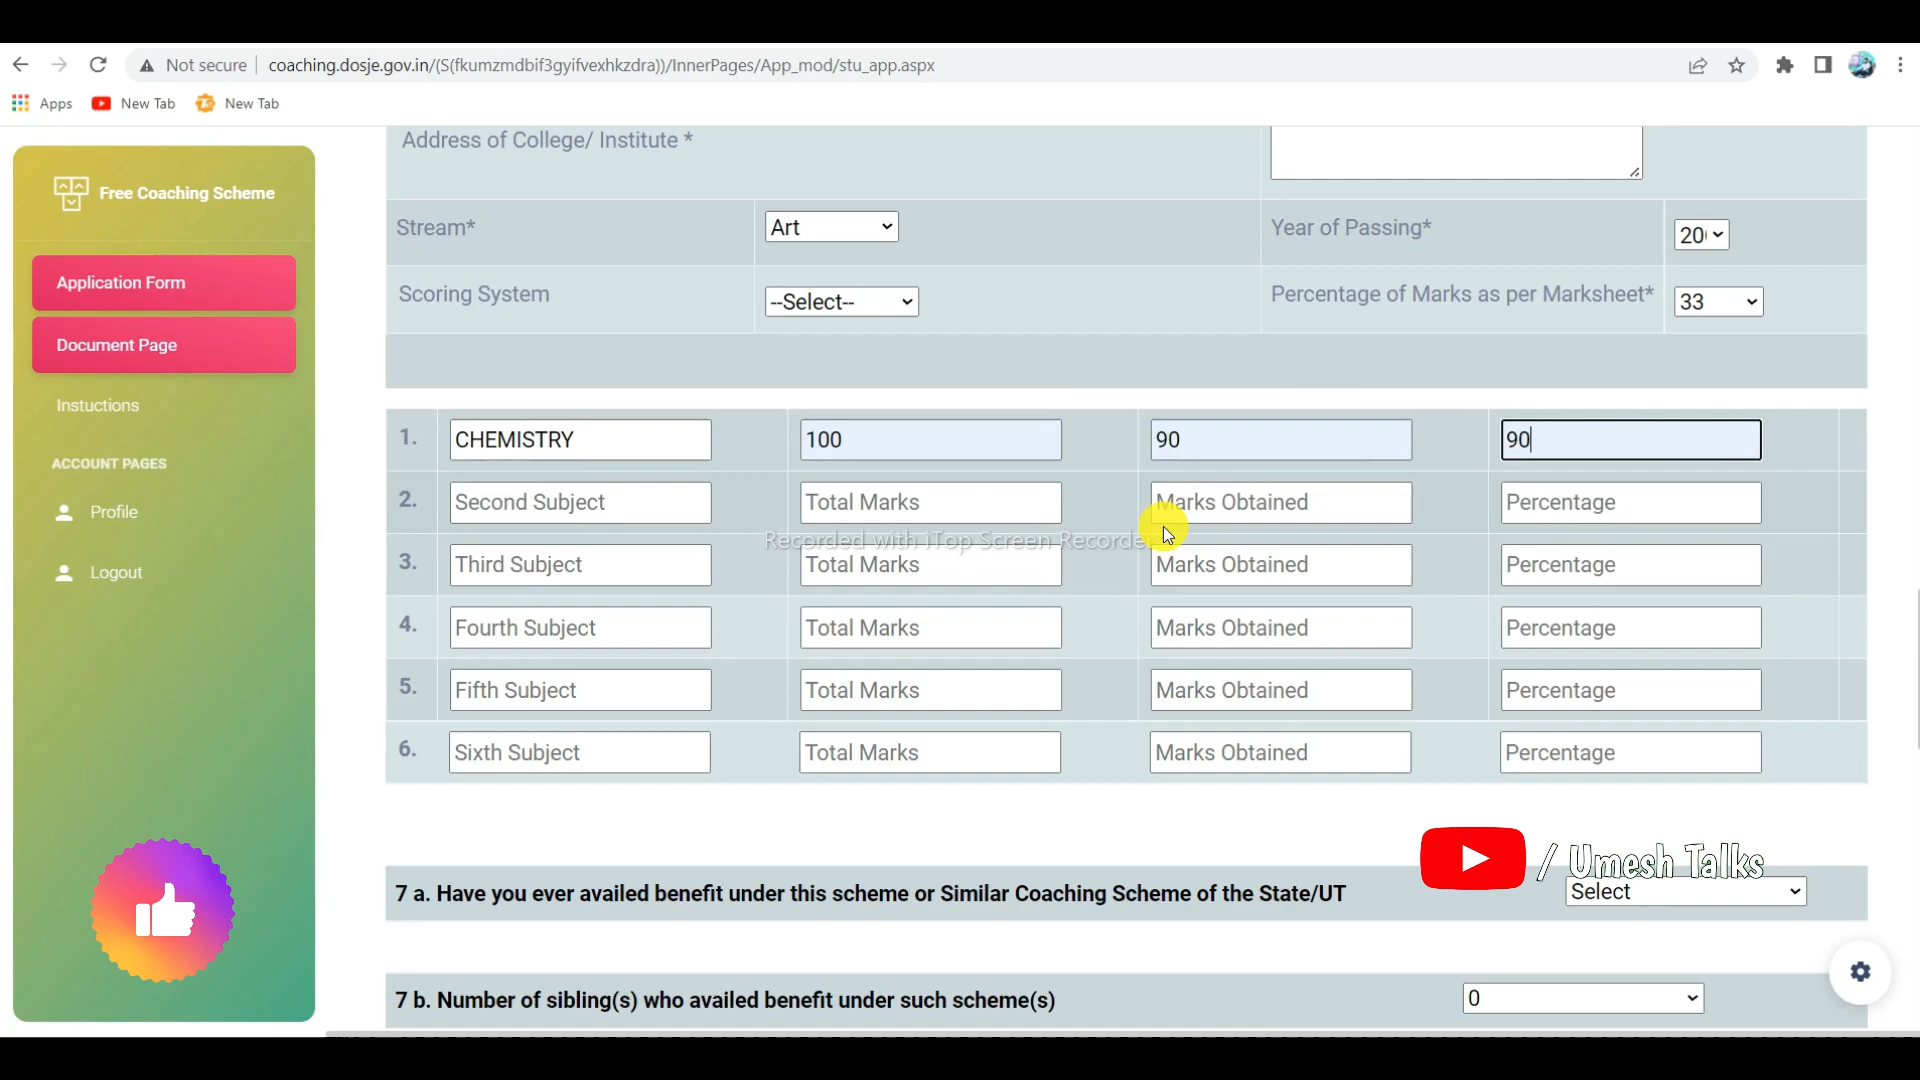 Not secure
coaching.dosje.gov.in/(S(fkumzmdbif3gyifvexhkzdra))/InnerPages/App_mod/stu_app.aspx
Apps
New Tab
New Tab
Free Coaching Scheme
Application Form
Document Page
Instuctions
ACCOUNT PAGES
Profile
Logout
Address of College/ Institute *
Stream*
Art
Year of Passing*
Scoring System
--Select--
Percentage of Marks as per Marksheet*
33
1. CHEMISTRY 100 90 90
2. Second Subject Total Marks Marks Obtained Percentage
Recorded with iTop Screen Recorder
3. Third Subject Total Marks Marks Obtained Percentage
4. Fourth Subject Total Marks Marks Obtained Percentage
5. Fifth Subject Total Marks Marks Obtained Percentage
6. Sixth Subject Total Marks Marks Obtained Percentage
/ Umesh Talks
7 a. Have you ever availed benefit under this scheme or Similar Coaching Scheme of the State/UT
Select
7 b. Number of sibling(s) who availed benefit under such scheme(s)
0